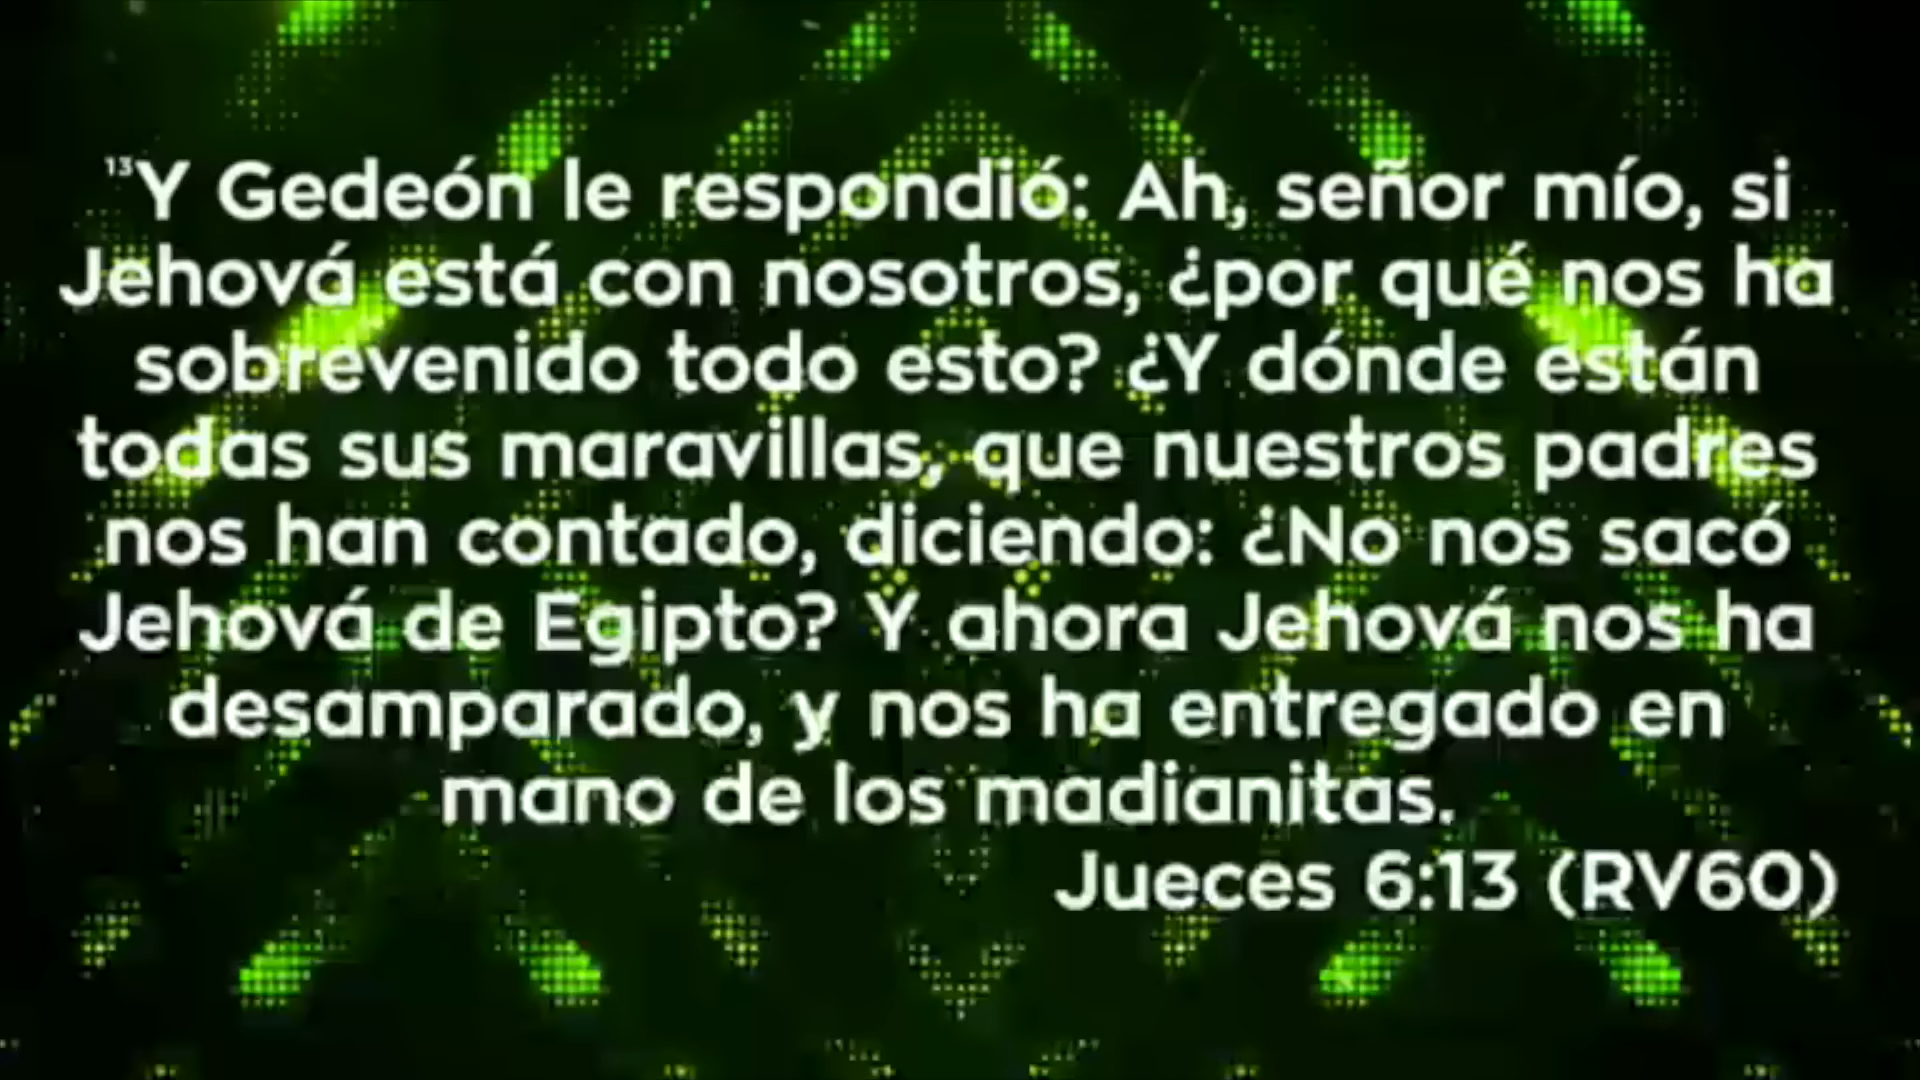 ¹³Y Gedeón le respondió: Ah, señor mío, si
Jehová está con nosotros, ¿por qué nos ha
sobrevenido todo esto? ¿Y dónde están
todas sus maravillas, que nuestros padres
nos han contado, diciendo: ¿No nos sacó
Jehová de Egipto? Y ahora Jehová nos ha
desamparado, y nos ha entregado en
mano de los madianitas.
Jueces 6:13 (RV60)